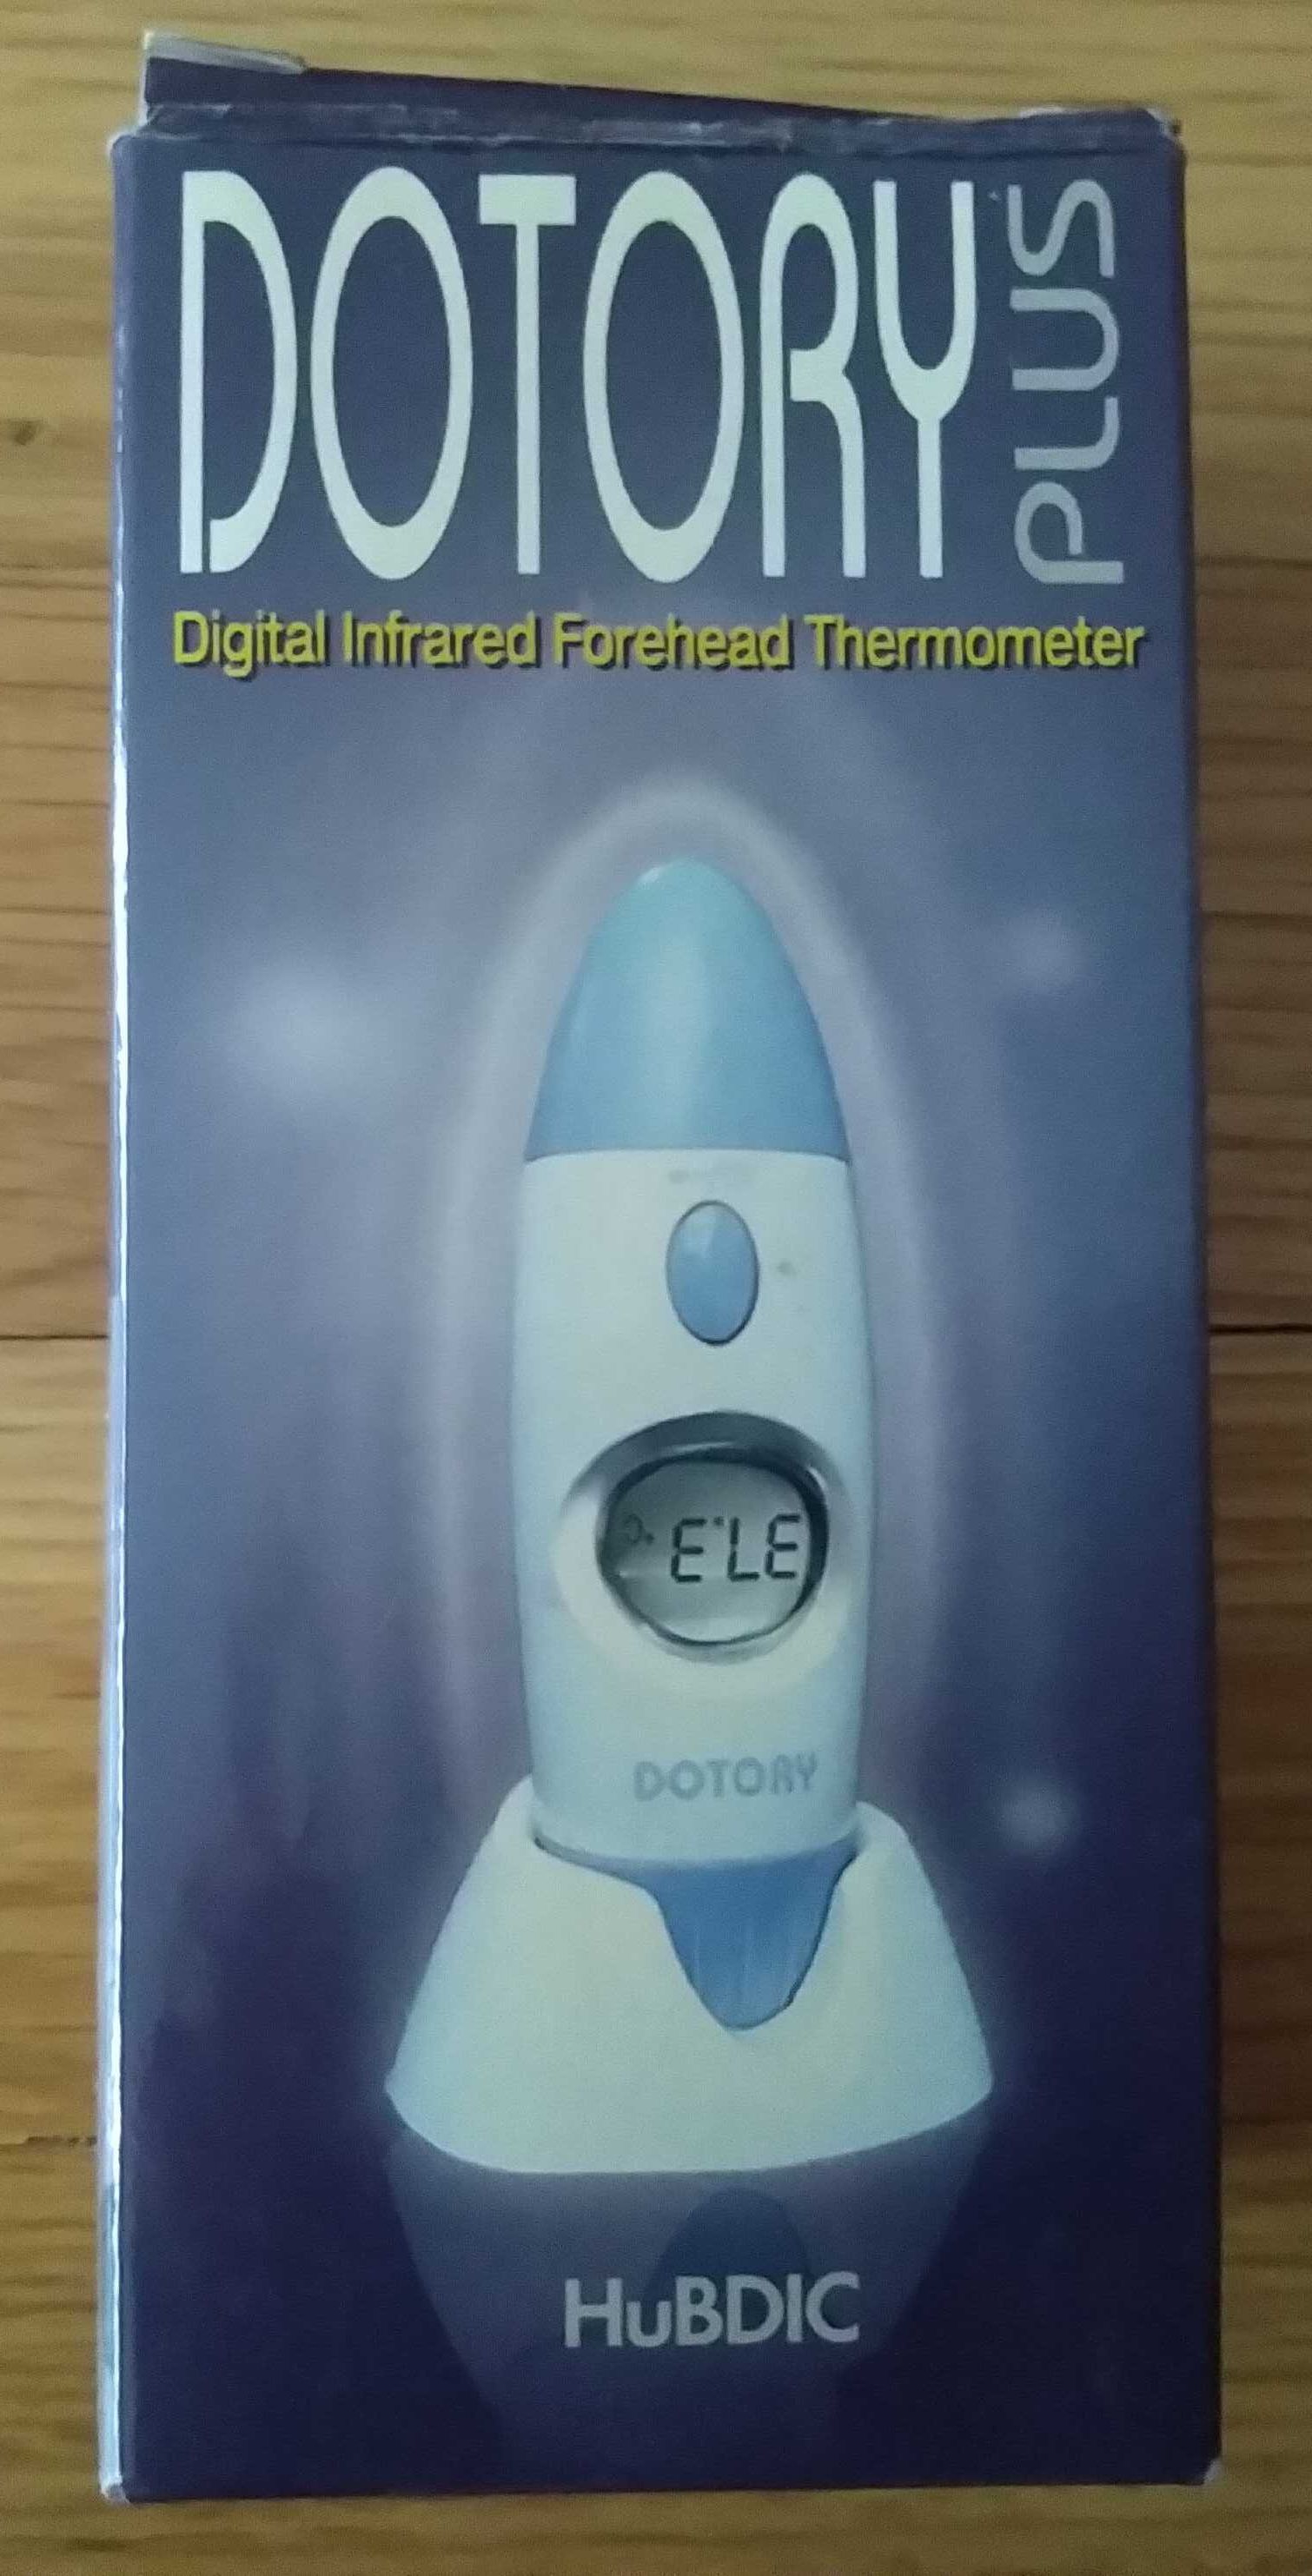 DOTORY PLUS
Digital Infrared Forehead Thermometer
E°LE
DOTORY
HuBDIC